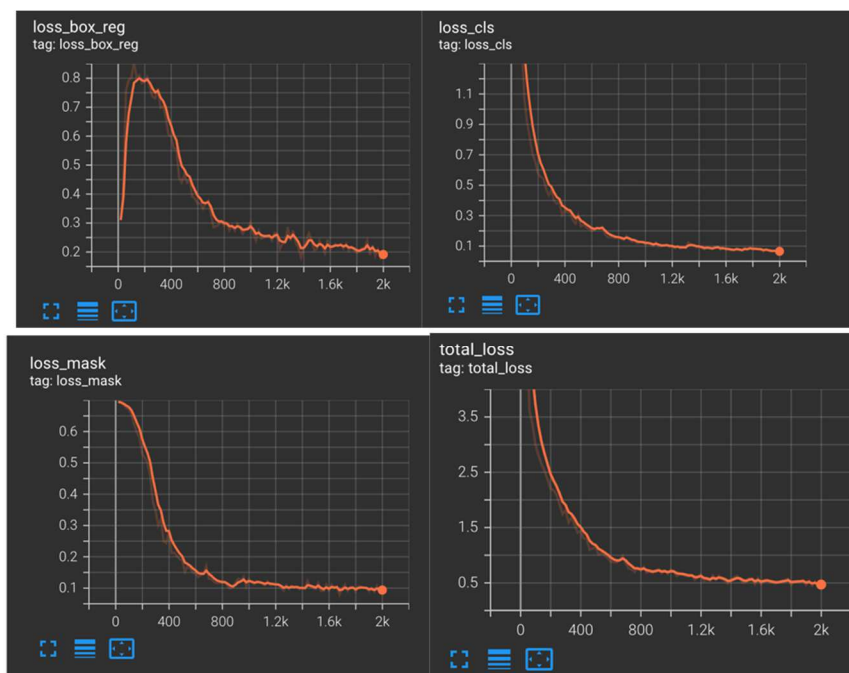 loss_box_reg
tag: loss_box_reg
0.8
0.7
0.6
0.5
0.4
0.3
0.2
0 400 800 1.2k 1.6k 2k
loss_cls
tag: loss_cls
1.1
0.9
0.7
0.5
0.3
0.1
0 400 800 1.2k 1.6k 2k
loss_mask
tag: loss_mask
0.6
0.5
0.4
0.3
0.2
0.1
0 400 800 1.2k 1.6k 2k
total_loss
tag: total_loss
3.5
2.5
1.5
0.5
0 400 800 1.2k 1.6k 2k